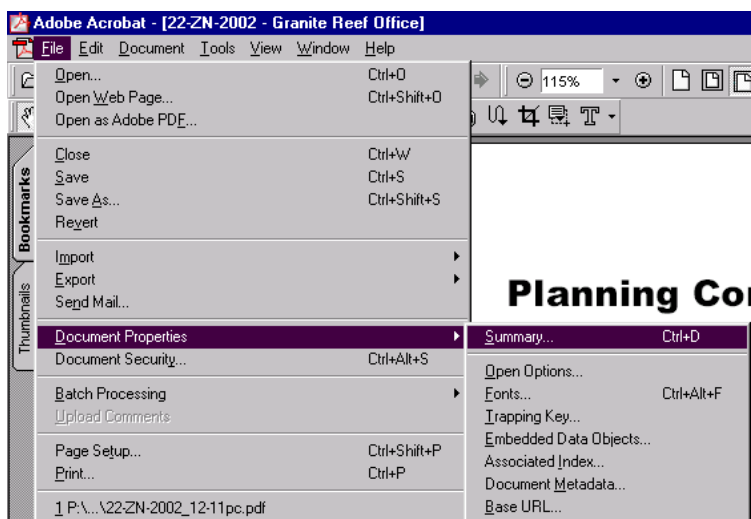 Adobe Acrobat - [22-ZN-2002 - Granite Reef Office]
File Edit Document Tools View Window Help
115%
Open... Ctrl+O
Open Web Page... Ctrl+Shift+O
Open as Adobe PDF...
Close Ctrl+W
Save Ctrl+S
Save As... Ctrl+Shift+S
Revert
Import
Export
Send Mail...
Document Properties
Document Security... Ctrl+Alt+S
Batch Processing
Upload Comments
Page Setup... Ctrl+Shift+P
Print... Ctrl+P
1 P:\...\22-ZN-2002_12-11pc.pdf
Bookmarks
Thumbnails
Planning Co
Summary... Ctrl+D
Open Options...
Fonts... Ctrl+Alt+F
Trapping Key...
Embedded Data Objects...
Associated Index...
Document Metadata...
Base URL...